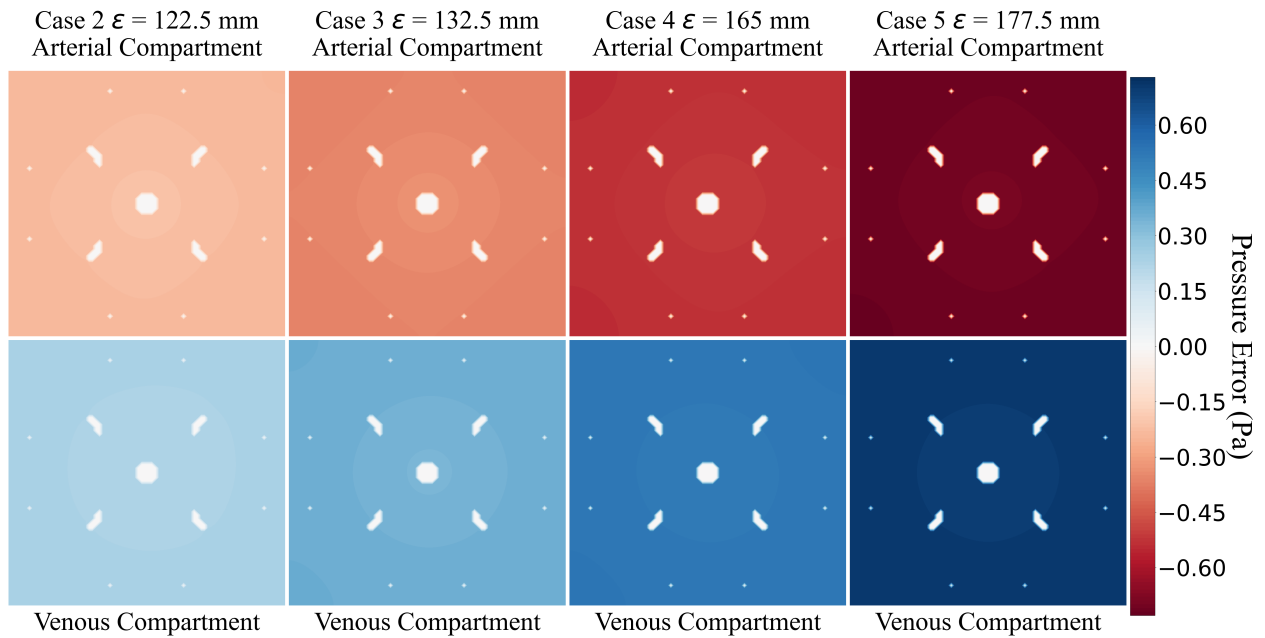 Case 2 ε = 122.5 mm
Arterial Compartment
Case 3 ε = 132.5 mm
Arterial Compartment
Case 4 ε = 165 mm
Arterial Compartment
Case 5 ε = 177.5 mm
Arterial Compartment
0.60
0.45
0.30
0.15
0.00
−0.15
−0.30
−0.45
−0.60
Pressure Error (Pa)
Venous Compartment
Venous Compartment
Venous Compartment
Venous Compartment